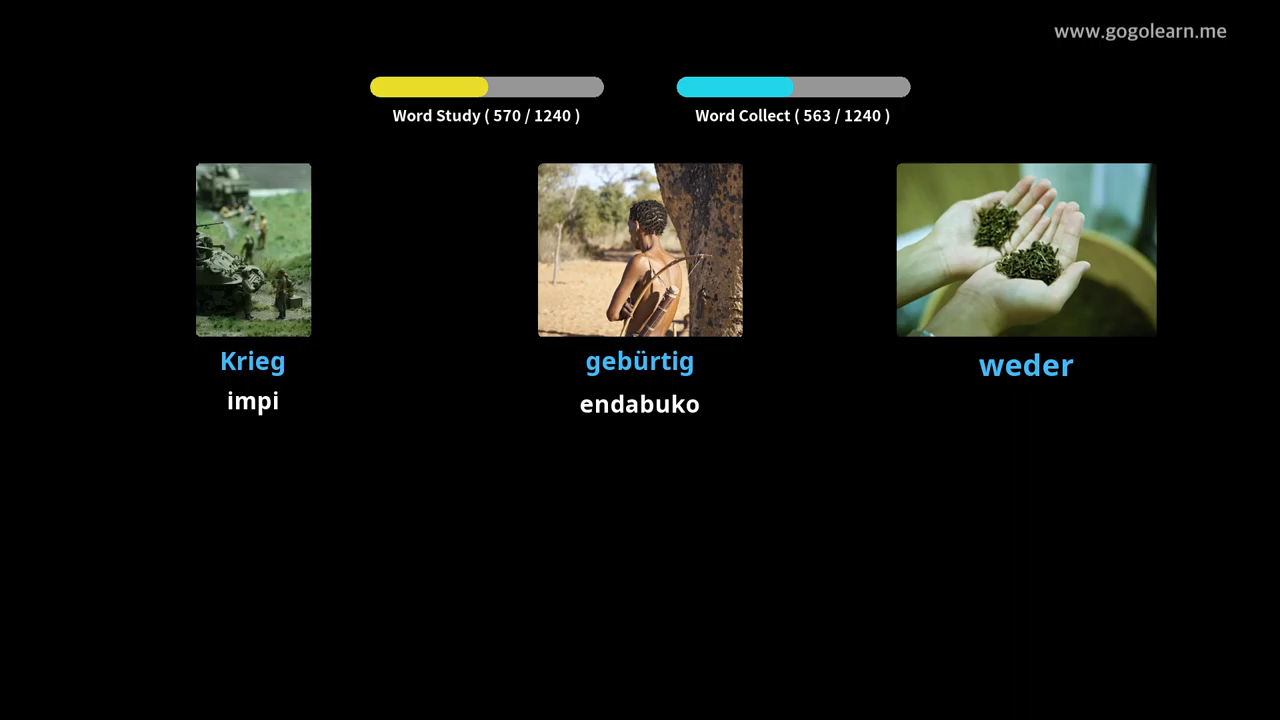 www.gogolearn.me
Word Study ( 570 / 1240 )
Word Collect ( 563 / 1240 )
Krieg
impi
gebürtig
endabuko
weder